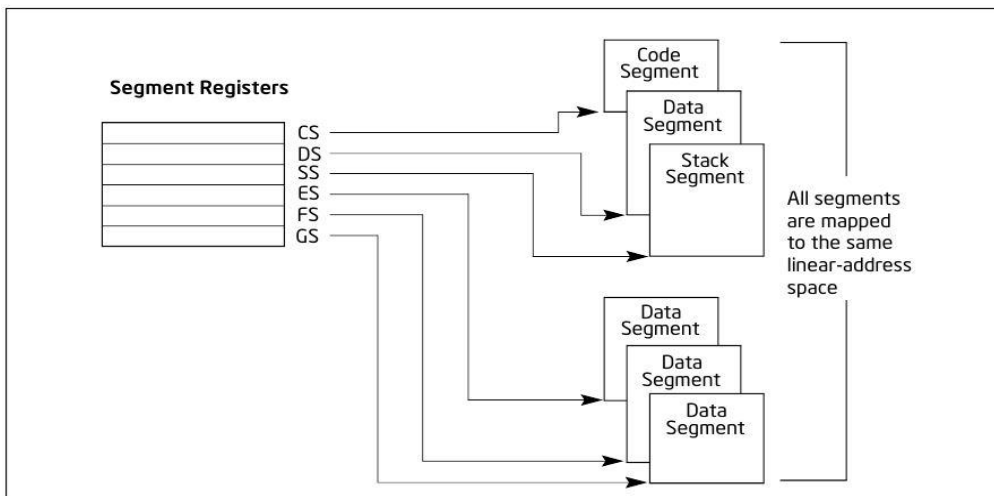 Segment Registers
CS
DS
SS
ES
FS
GS
Code
Segment
Data
Segment
Stack
Segment
Data
Segment
Data
Segment
Data
Segment
All segments
are mapped
to the same
linear-address
space